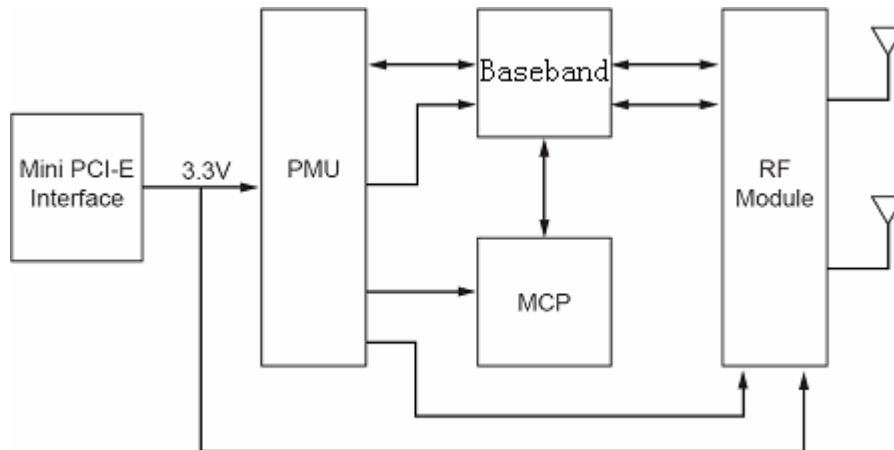 Mini PCI-E
Interface
3.3V
PMU
Baseband
MCP
RF
Module